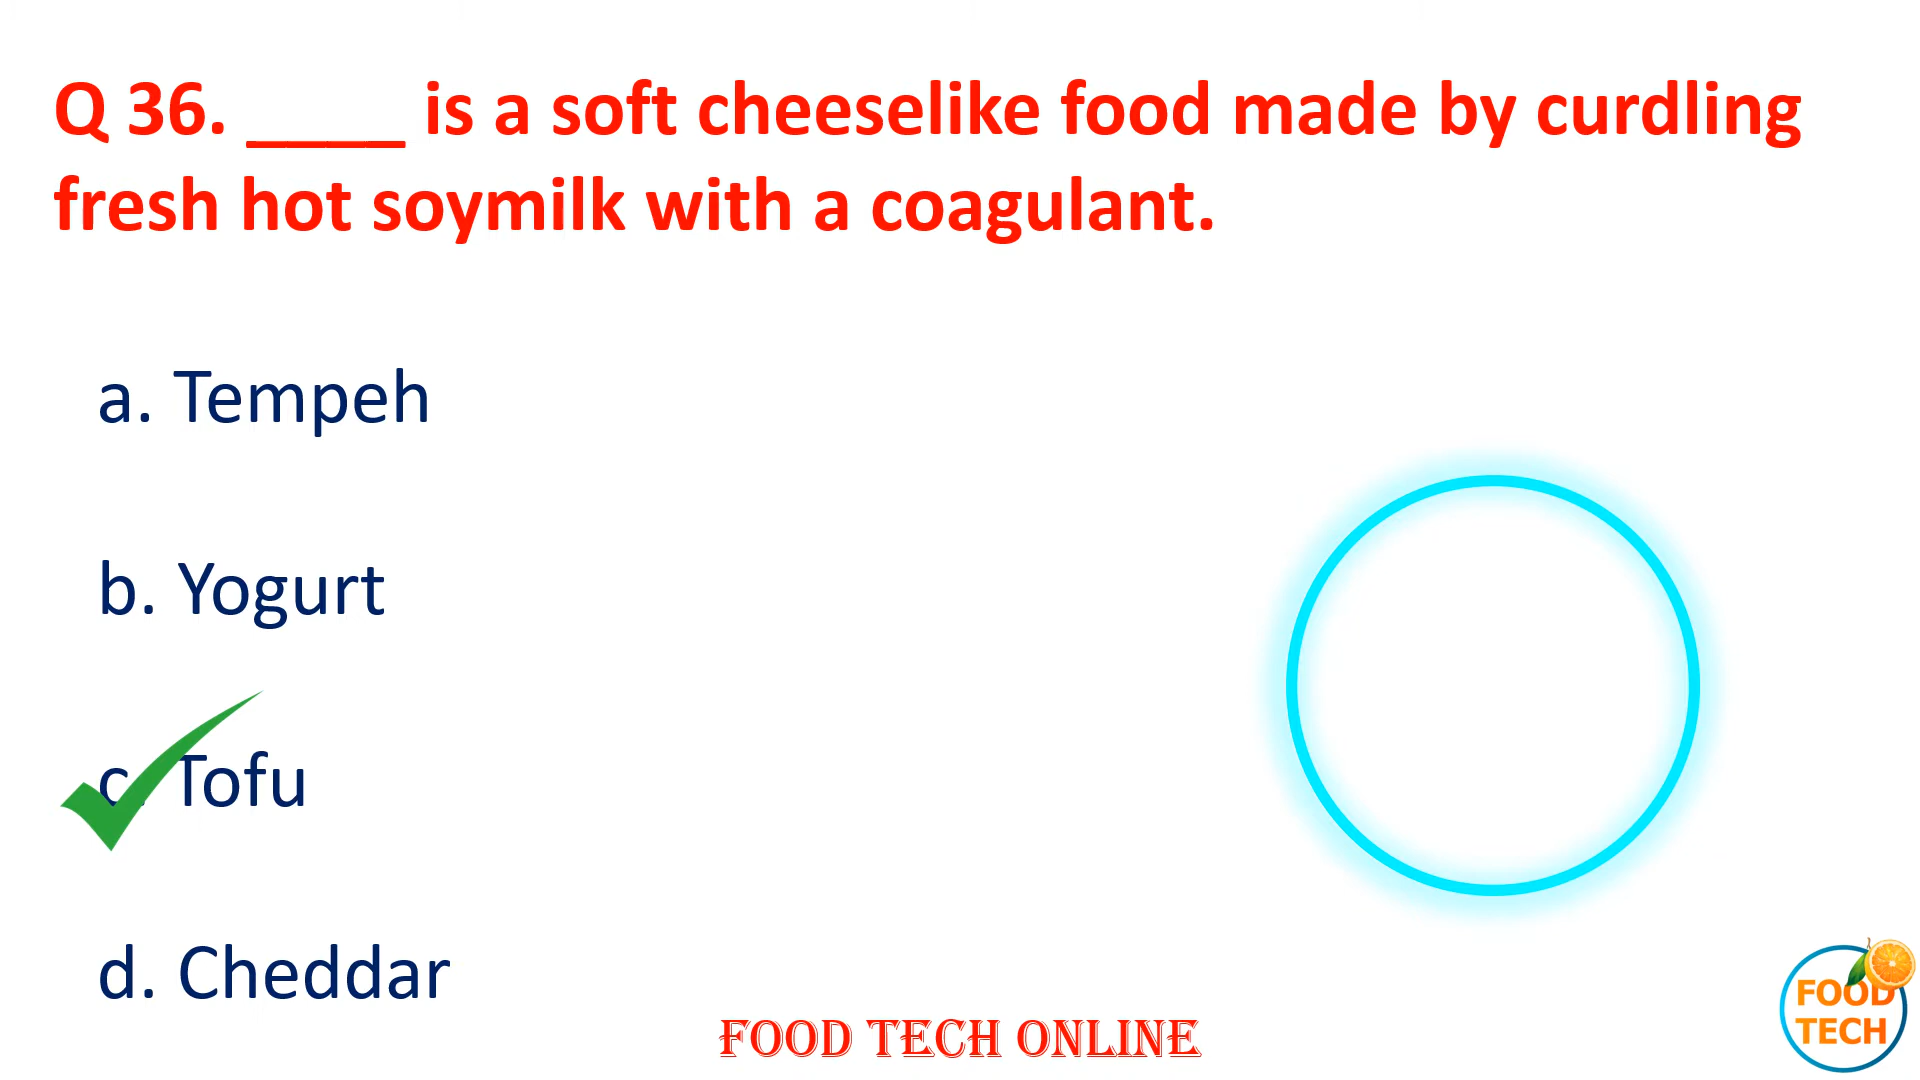 Q 36. ____ is a soft cheeselike food made by curdling
fresh hot soymilk with a coagulant.
a. Tempeh
b. Yogurt
c. Tofu
d. Cheddar
FOOD TECH ONLINE
FOOD
TECH